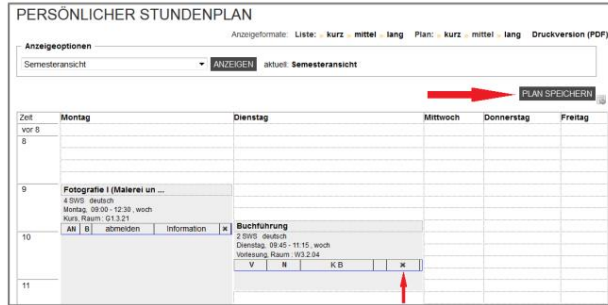 PERSÖNLICHER STUNDENPLAN
Anzeigeformate: Liste: kurz mittel lang Plan: kurz mittel lang Druckversion (PDF)
Anzeigeoptionen
Semesteransicht ANZEIGEN aktuell: Semesteransicht
PLAN SPEICHERN
Zeit Montag Dienstag Mittwoch Donnerstag Freitag
vor 8
8
9
Fotografie I (Malerei un ...
4 SWS deutsch
Montag, 09:00 - 12:30 , woch
Kurs, Raum : G1.3.21
AN B abmelden Information x
10
Buchführung
2 SWS deutsch
Dienstag, 09:45 - 11:15 , woch
Vorlesung, Raum : W3.2.04
V N K B x
11